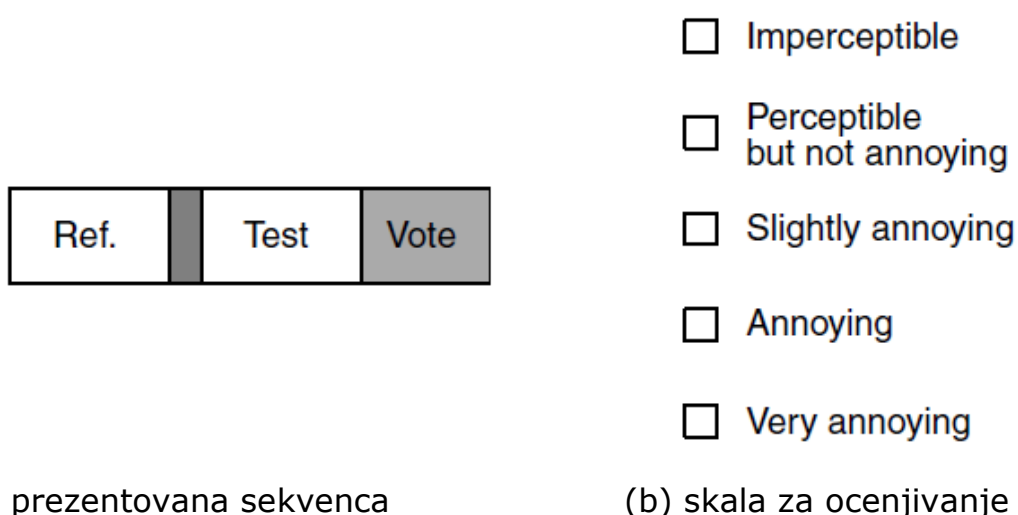 Imperceptible
Perceptible
but not annoying
Ref. Test Vote
Slightly annoying
Annoying
Very annoying
prezentovana sekvenca (b) skala za ocenjivanje